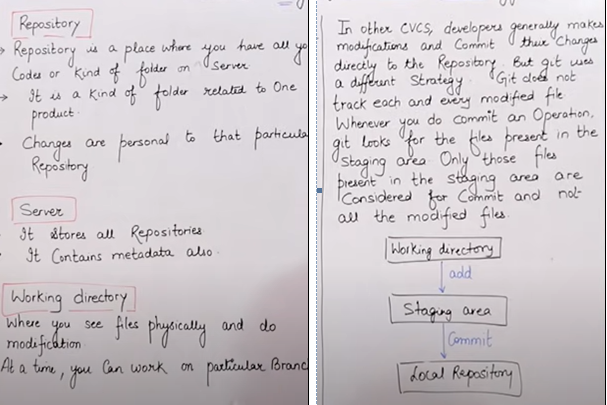 Repository
Repository is a place where you have all yo
Codes or kind of folder on Server
It is a kind of folder related to One
product.
Changes are personal to that particula
Repository
Server
It Stores all Repositories
It Contains metadata also.
Working directory
Where you see files physically and do
modification.
At a time, you Can work on particular Branc
In other CVCS, developers generally makes
modifications and Commit their Changes
directly to the Repository. But git uses
a different Strategy. Git does not
track each and every modified file.
Whenever you do commit an Operation,
git looks for the files present in the
Staging area. Only those files
present in the staging area are
Considered for Commit and not
all the modified files.
Working directory
add
Staging area
Commit
Local Repository